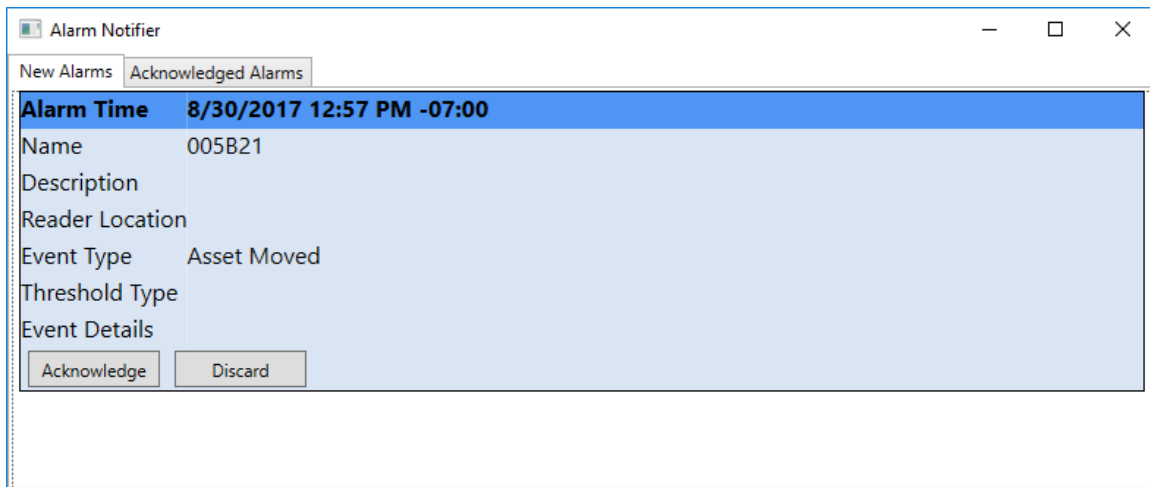 Alarm Notifier
New Alarms Acknowledged Alarms
Alarm Time 8/30/2017 12:57 PM -07:00
Name 005B21
Description
Reader Location
Event Type Asset Moved
Threshold Type
Event Details
Acknowledge Discard